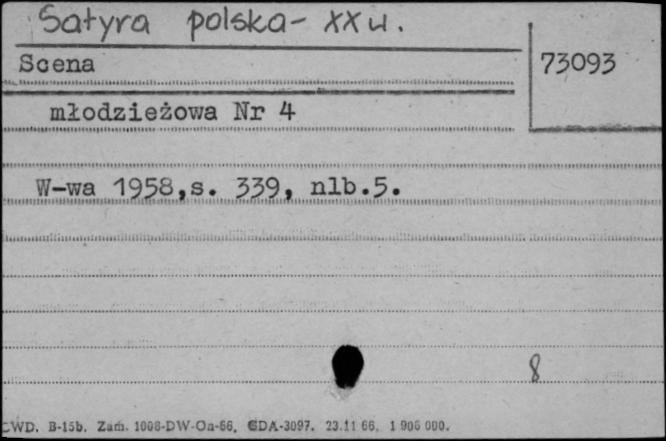 Satyra polska - XX w.
Scena
73093
młodzieżowa Nr 4
W-wa 1958,s. 339, nlb.5.
8
CWD. B-15b. Zam. 1008-DW-Oa-66. GDA-3097. 23.11 66. 1 906 000.